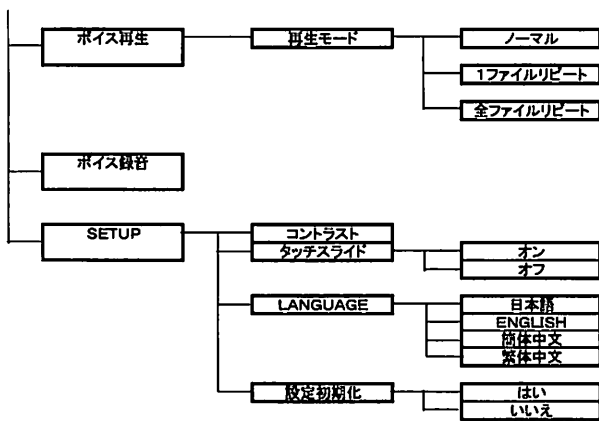 ボイス再生
再生モード
ノーマル
1ファイルリピート
全ファイルリピート
ボイス録音
SETUP
コントラスト
タッチスライド
オン
オフ
LANGUAGE
日本語
ENGLISH
簡体中文
繁体中文
設定初期化
はい
いいえ